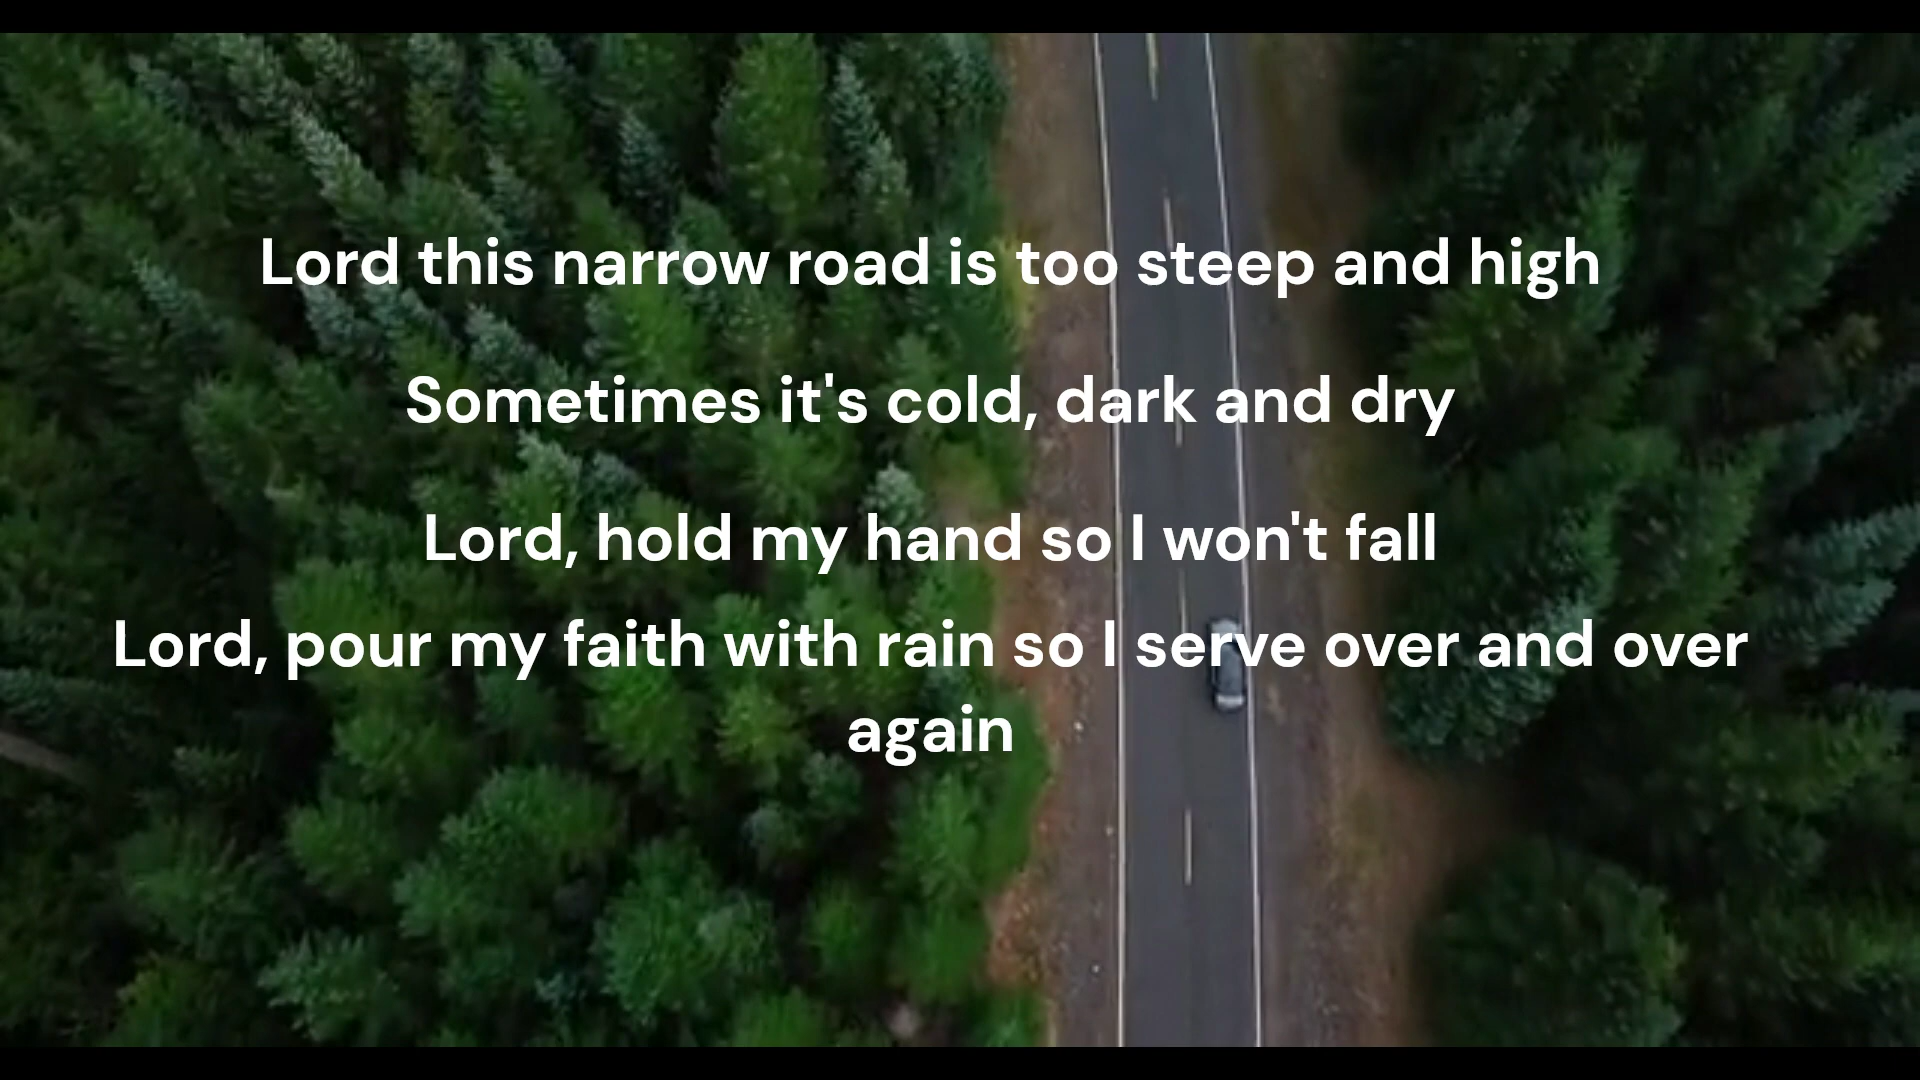 Lord this narrow road is too steep and high
Sometimes it's cold, dark and dry
Lord, hold my hand so I won't fall
Lord, pour my faith with rain so I serve over and over
again